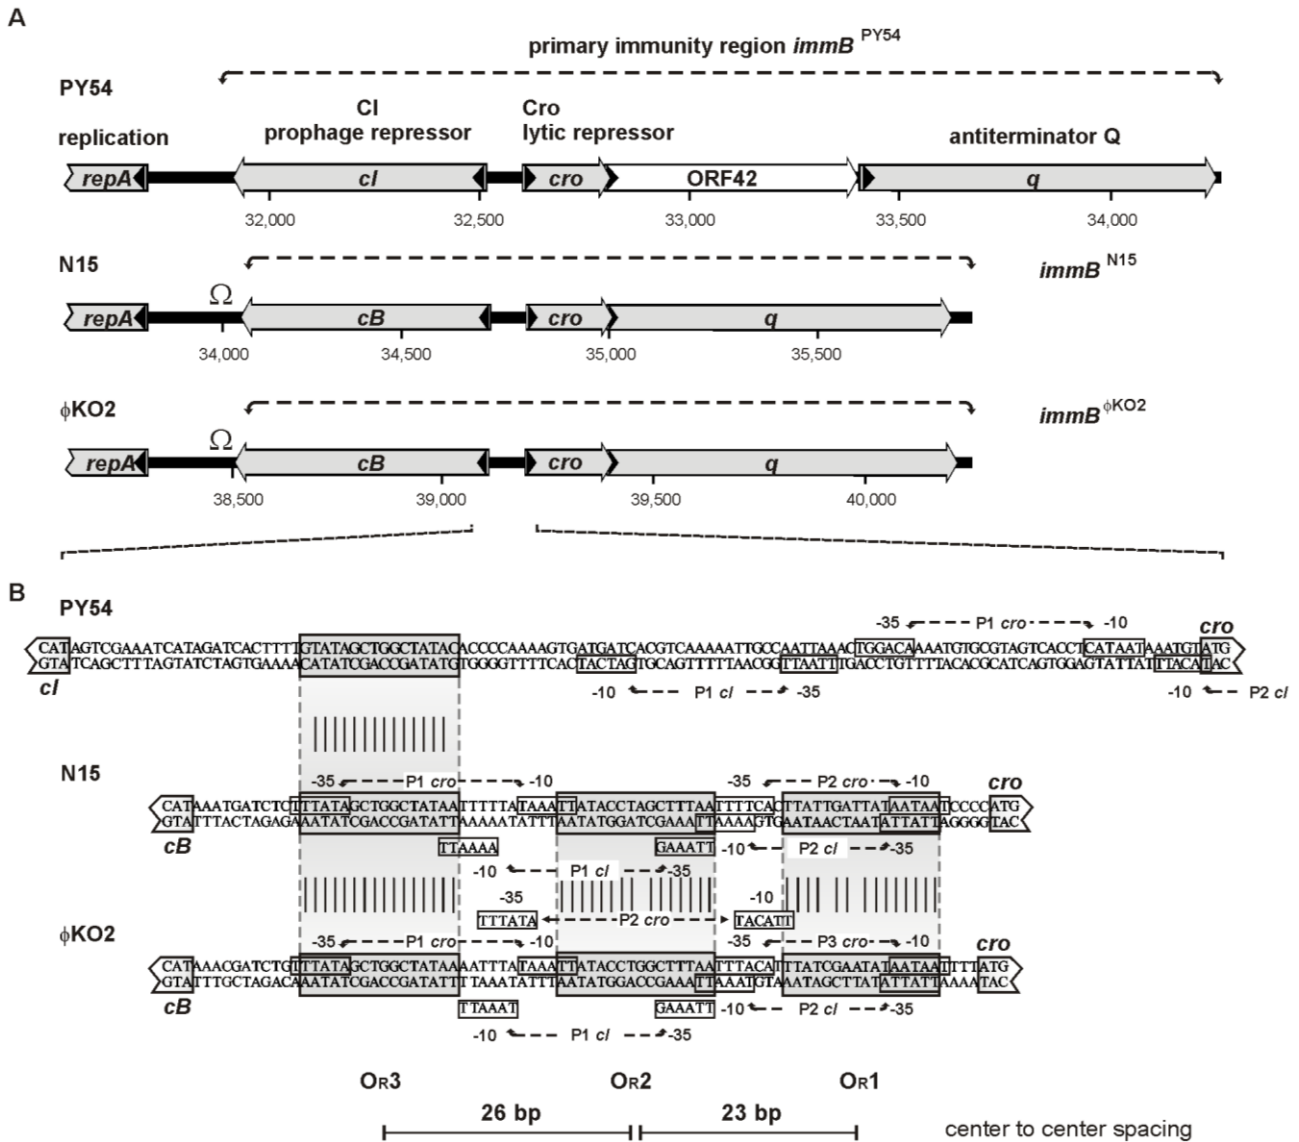 A
primary immunity region immB PY54
PY54
CI
Cro
replication
prophage repressor
lytic repressor
antiterminator Q
repA
cI
cro
ORF42
q
32,000
32,500
33,000
33,500
34,000
N15
immB N15
Ω
repA
cB
cro
q
34,000
34,500
35,000
35,500
ϕKO2
immB ϕKO2
Ω
repA
cB
cro
q
38,500
39,000
39,500
40,000
B
PY54
-35 P1 cro -10
cro
CATAGTCGAAATCATAGATCACTTTTGTATAGCTGGCTATACACCCCAAAAGTGATGATCACGTCAAAAATTGCCAATTAAACTGGACAAAATGTGCGTAGTCACCTCATAATAAATGTATG
GTATCAGCTTTAGTATCTAGTGAAAACATATCGACCGATATGTGGGGTTTTCACTACTAGTGCAGTTTTTAACGGTTAATTTGACCTGTTTTACACGCATCAGTGGAGTATTATTTACATAC
cI
-10 P1 cI -35
-10 P2 cI
N15
-35 P1 cro -10
-35 P2 cro -10
cro
CATAAATGATCTCTTTTATAGCTGGCTATAATTTTTATAAATTATACCTAGCTTTAATTTTCACTTATTGATTATAATAATCCCCATG
GTATTTACTAGAGAAATATCGACCGATATTAAAAATATTTAATATGGATCGAAATTAAAAGTGAATAACTAATATTATTAGGGGTAC
cB
TTAAAA
GAAATT
-10 P2 cI -35
-10 P1 cI -35
-35
-10
TTTATA
P2 cro
TACATT
ϕKO2
-35 P1 cro -10
-35 P3 cro -10
cro
CATAAACGATCTGTTTATAGCTGGCTATAAAATTTATAAATTATACCTGGCTTTAATTTACATTTATCGAATATAATAATTTTATG
GTATTTGCTAGACAAATATCGACCGATATTTTAAATATTTAATATGGACCGAAATTAAATGTAAATAGCTTATATTATTAAAATAC
cB
TTAAAT
GAAATT
-10 P2 cI -35
-10 P1 cI -35
OR3
OR2
OR1
26 bp
23 bp
center to center spacing